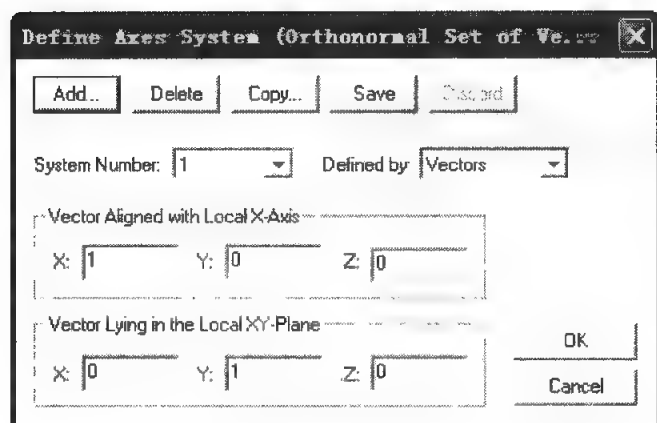 Define Axes System (Orthonormal Set of Ve...
Add... Delete Copy... Save Discard
System Number: 1 Defined by Vectors
Vector Aligned with Local X-Axis
X: 1 Y: 0 Z: 0
Vector Lying in the Local XY-Plane
X: 0 Y: 1 Z: 0
OK
Cancel